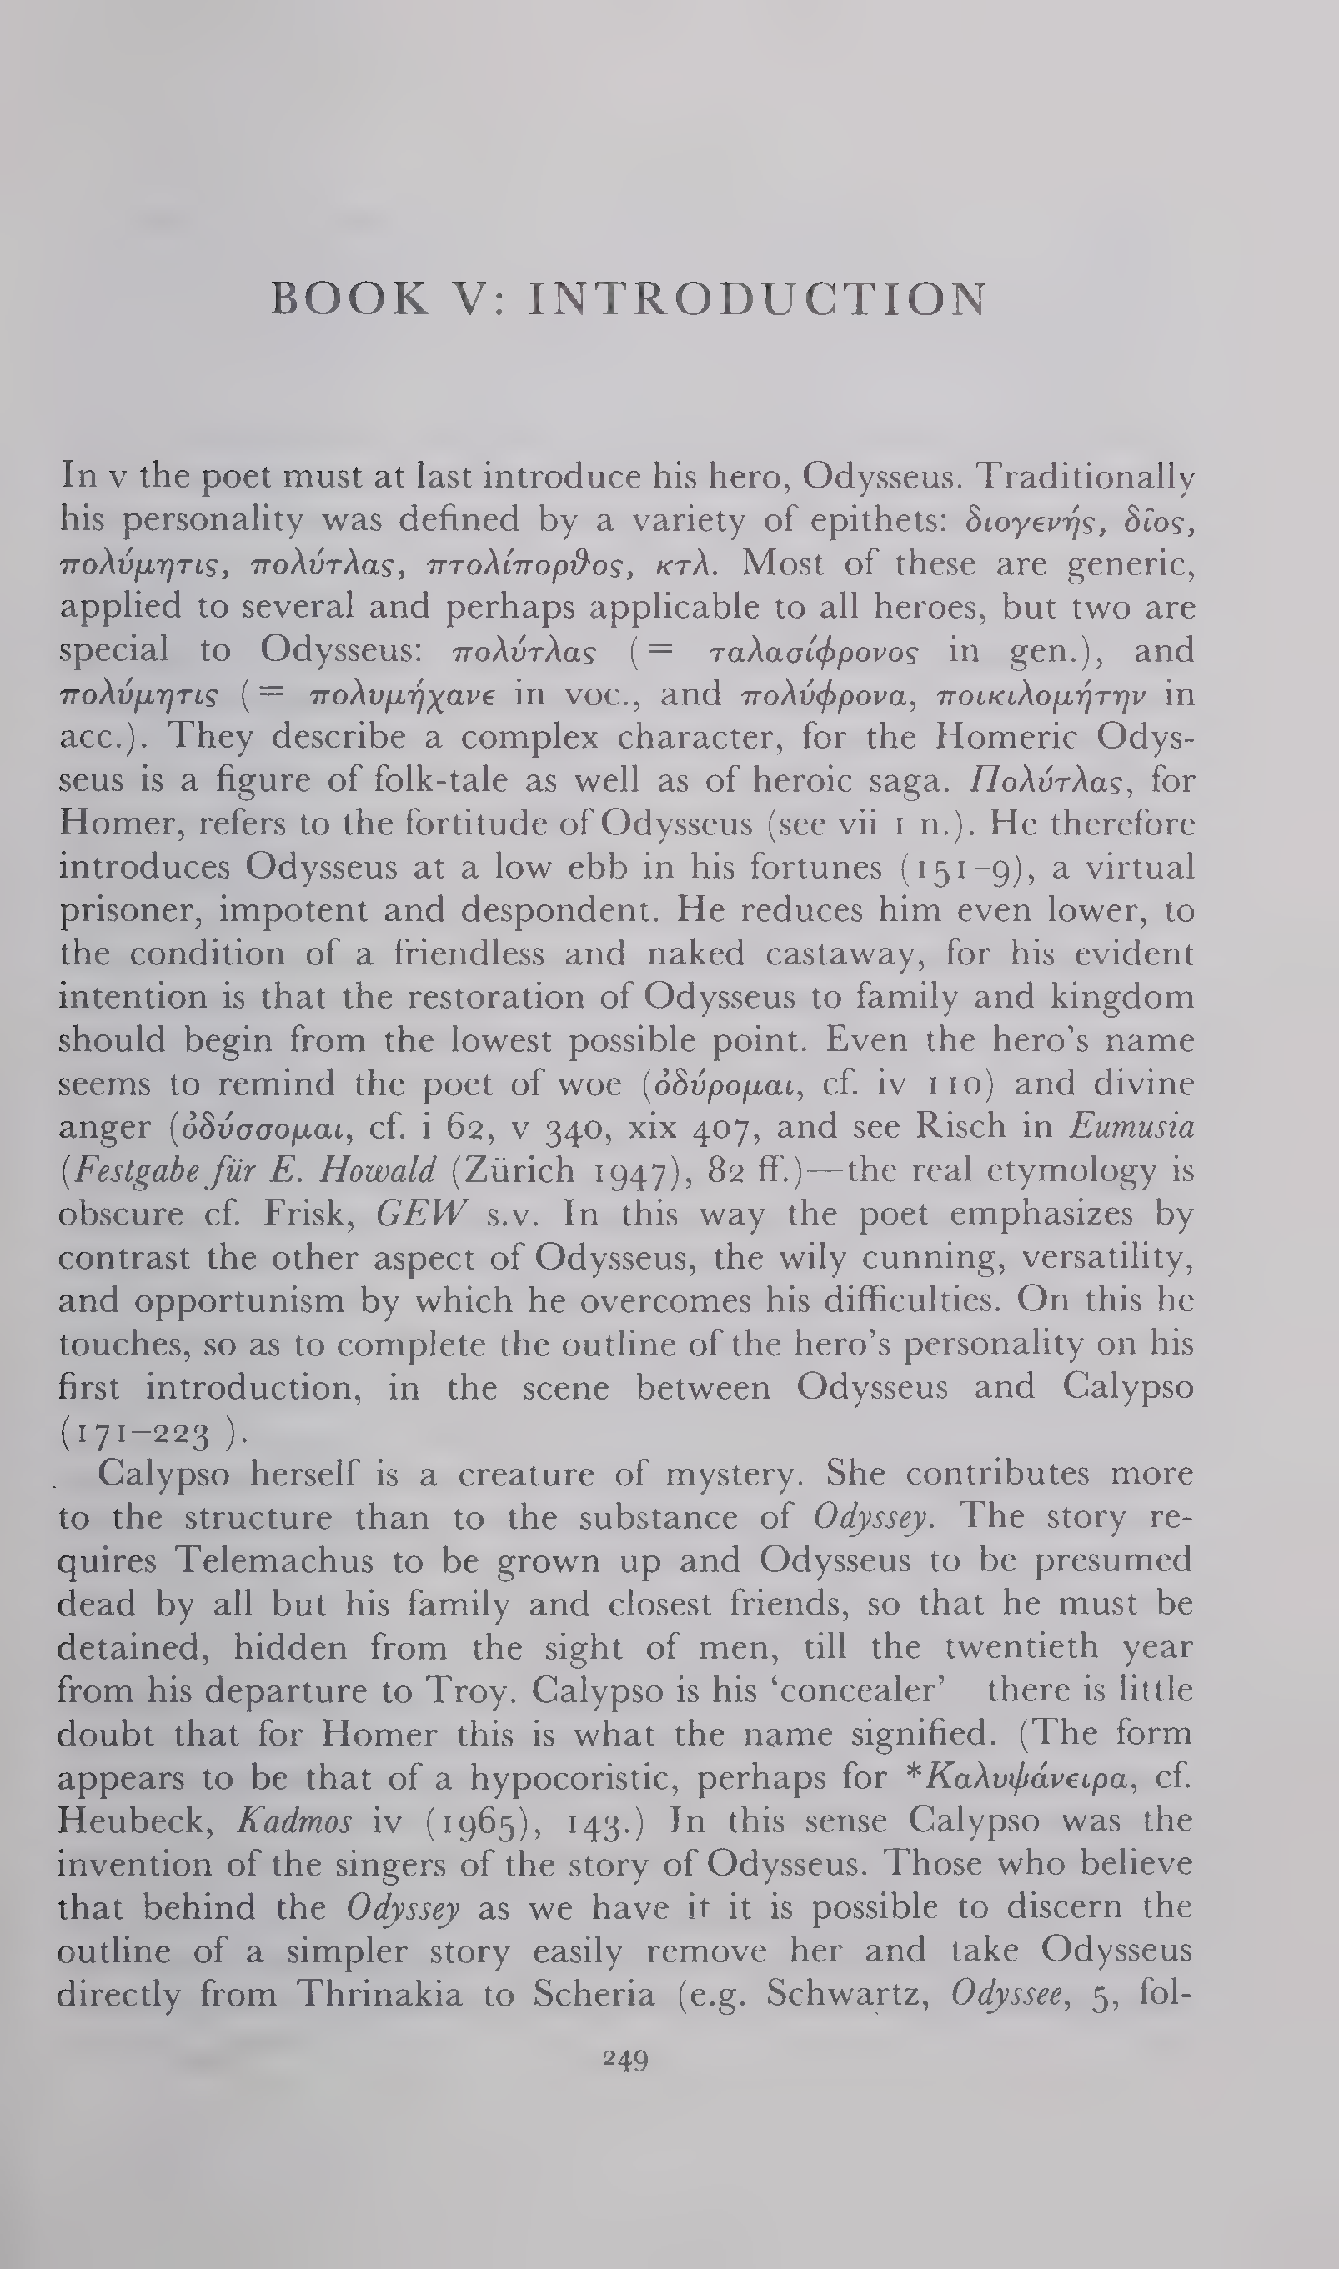 BOOK V: INTRODUCTION
In v the poet must at last introduce his hero, Odysseus. Traditionally
his personality was defined by a variety of epithets: διογενής, δῖος,
πολύμητις, πολύτλας, πτολίπορθος, κτλ. Most of these are generic,
applied to several and perhaps applicable to all heroes, but two are
special to Odysseus: πολύτλας (= ταλασίφρονος in gen.), and
πολύμητις (= πολυμήχανε in voc., and πολύφρονα, ποικιλομήτην in
acc.). They describe a complex character, for the Homeric Odys-
seus is a figure of folk-tale as well as of heroic saga. Πολύτλας, for
Homer, refers to the fortitude of Odysseus (see vii 1 n.). He therefore
introduces Odysseus at a low ebb in his fortunes (151-9), a virtual
prisoner, impotent and despondent. He reduces him even lower, to
the condition of a friendless and naked castaway, for his evident
intention is that the restoration of Odysseus to family and kingdom
should begin from the lowest possible point. Even the hero's name
seems to remind the poet of woe (ὀδύρομαι, cf. iv 110) and divine
anger (ὀδύσσομαι, cf. i 62, v 340, xix 407, and see Risch in Eumusia
(Festgabe für E. Howald (Zürich 1947), 82 ff.)—the real etymology is
obscure cf. Frisk, GEW s.v. In this way the poet emphasizes by
contrast the other aspect of Odysseus, the wily cunning, versatility,
and opportunism by which he overcomes his difficulties. On this he
touches, so as to complete the outline of the hero's personality on his
first introduction, in the scene between Odysseus and Calypso
(171–223 ).
Calypso herself is a creature of mystery. She contributes more
to the structure than to the substance of Odyssey. The story re-
quires Telemachus to be grown up and Odysseus to be presumed
dead by all but his family and closest friends, so that he must be
detained, hidden from the sight of men, till the twentieth year
from his departure to Troy. Calypso is his 'concealer' there is little
doubt that for Homer this is what the name signified. (The form
appears to be that of a hypocoristic, perhaps for *Καλυψάνειρα, cf.
Heubeck, Kadmos iv (1965), 143.) In this sense Calypso was the
invention of the singers of the story of Odysseus. Those who believe
that behind the Odyssey as we have it it is possible to discern the
outline of a simpler story easily remove her and take Odysseus
directly from Thrinakia to Scheria (e.g. Schwartz, Odyssee, 5, fol-
249